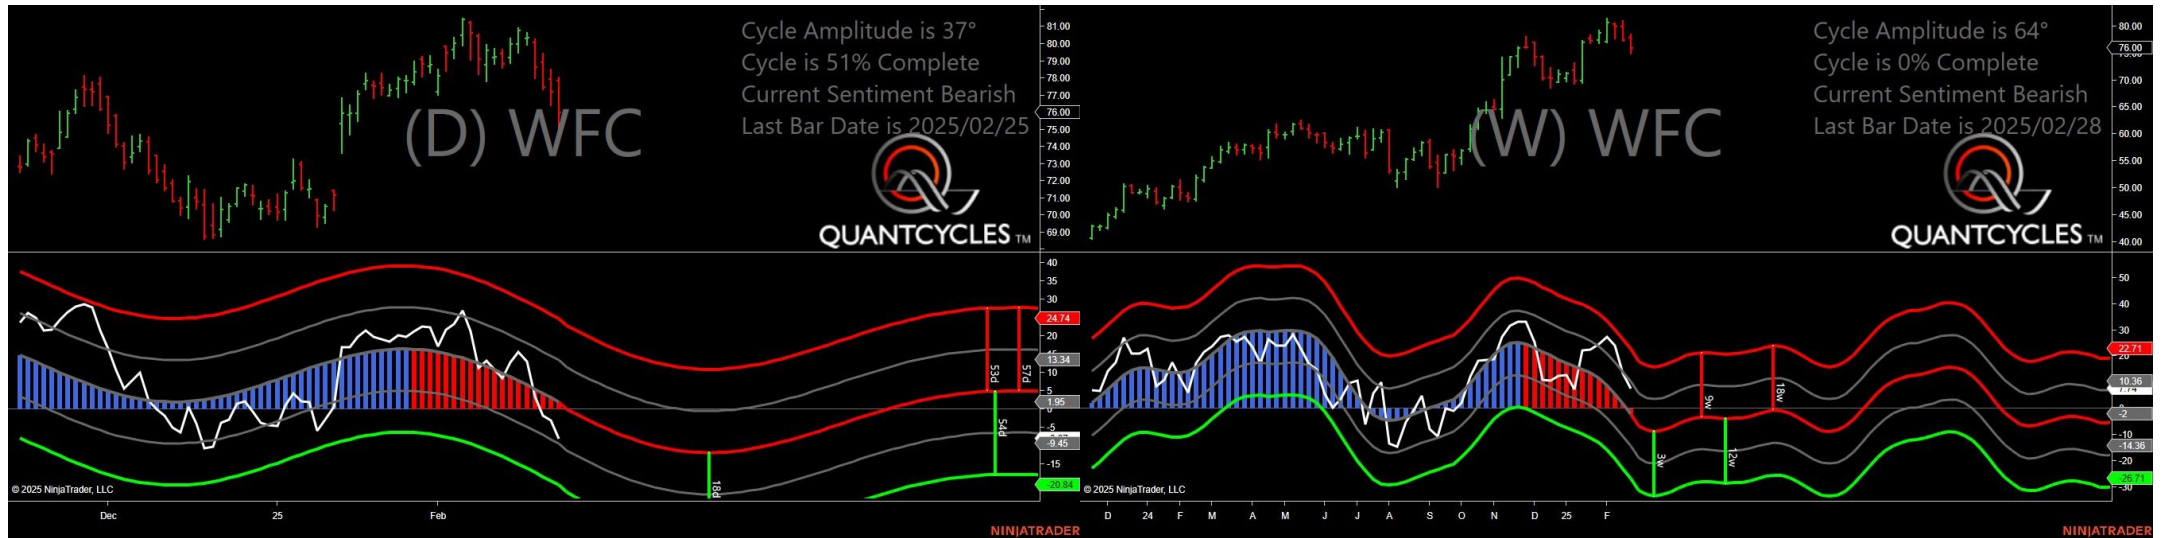 Cycle Amplitude is 37°
Cycle is 51% Complete
Current Sentiment Bearish
Last Bar Date is 2025/02/25
(D) WFC
QUANTCYCLES TM
81.00
80.00
79.00
78.00
77.00
76.00
75.00
74.00
73.00
72.00
71.00
70.00
69.00
40
35
30
24.74
20
13.34
10
5
1.95
0
-5
-9.45
-15
-20.84
53d
57d
54d
18d
© 2025 NinjaTrader, LLC
Dec
25
Feb
NINJATRADER
Cycle Amplitude is 64°
Cycle is 0% Complete
Current Sentiment Bearish
Last Bar Date is 2025/02/28
(W) WFC
QUANTCYCLES TM
80.00
76.00
70.00
65.00
60.00
55.00
50.00
45.00
40.00
50
40
30
22.71
10.36
-2
-10
-14.36
-20
-26.71
-30
9w
18w
3w
12w
© 2025 NinjaTrader, LLC
D 24 F M A M J J A S O N D 25 F
NINJATRADER